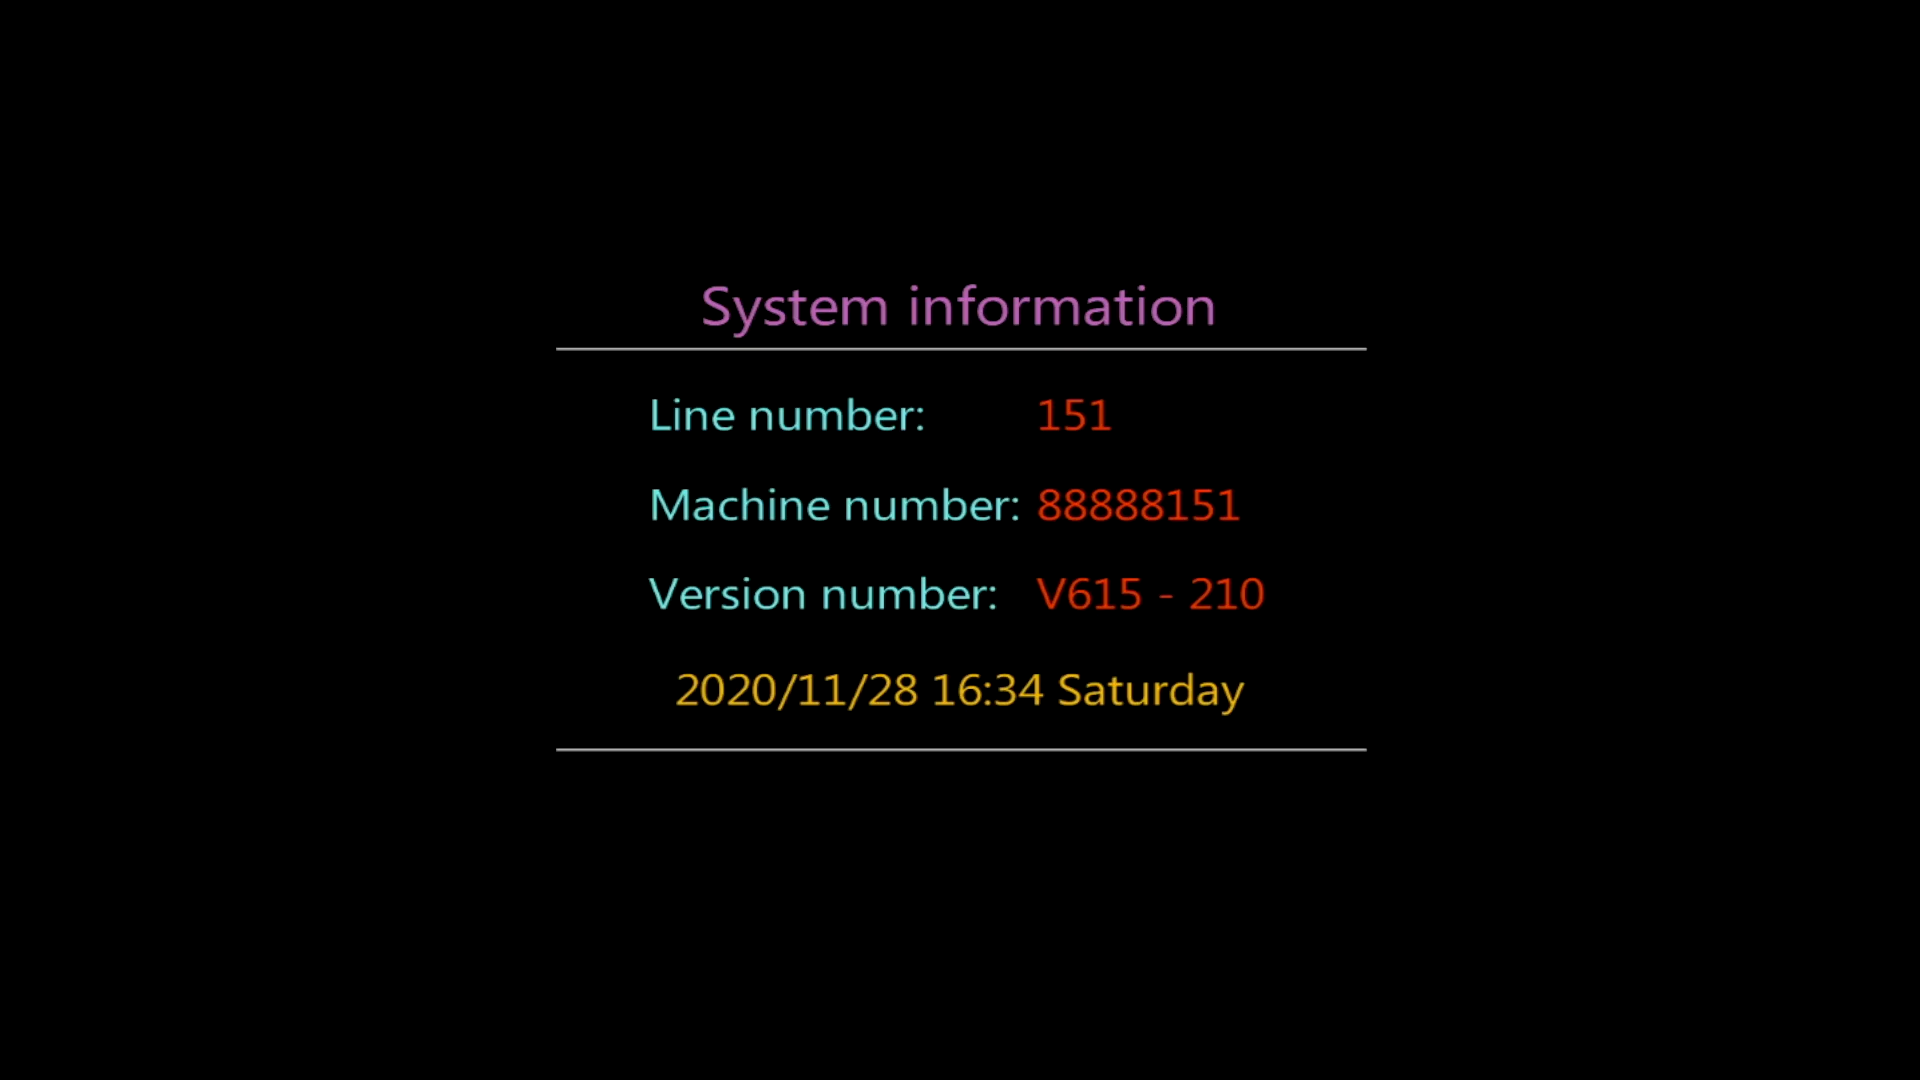 System information
Line number: 151
Machine number: 88888151
Version number: V615 - 210
2020/11/28 16:34 Saturday